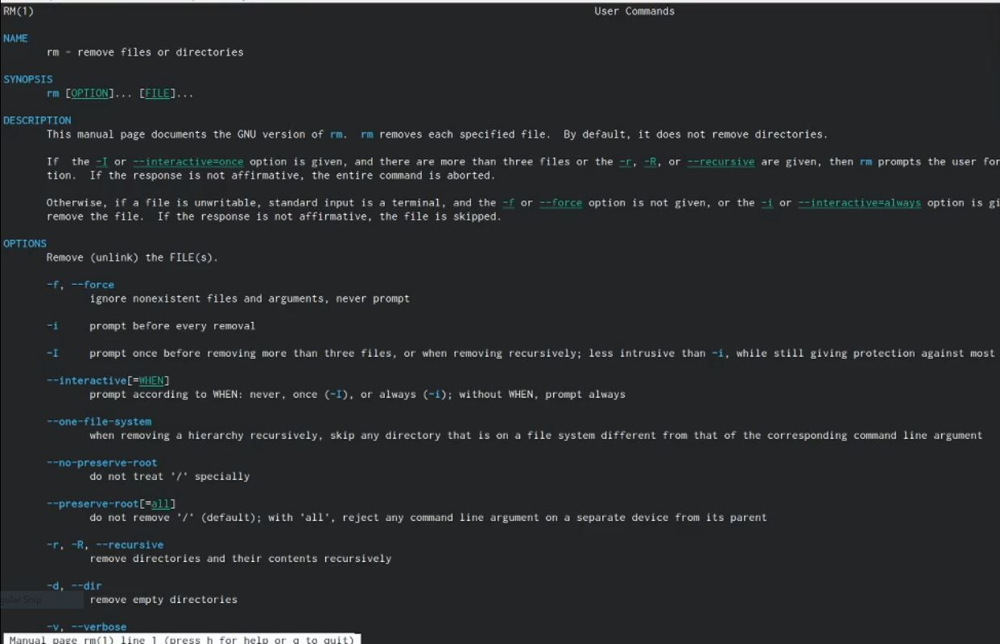 RM(1) User Commands
NAME
rm - remove files or directories
SYNOPSIS
rm [OPTION]... [FILE]...
DESCRIPTION
This manual page documents the GNU version of rm. rm removes each specified file. By default, it does not remove directories.
If the -I or --interactive=once option is given, and there are more than three files or the -r, -R, or --recursive are given, then rm prompts the user for
tion. If the response is not affirmative, the entire command is aborted.
Otherwise, if a file is unwritable, standard input is a terminal, and the -f or --force option is not given, or the -i or --interactive=always option is gi
remove the file. If the response is not affirmative, the file is skipped.
OPTIONS
Remove (unlink) the FILE(s).
-f, --force
ignore nonexistent files and arguments, never prompt
-i prompt before every removal
-I prompt once before removing more than three files, or when removing recursively; less intrusive than -i, while still giving protection against most
--interactive[=WHEN]
prompt according to WHEN: never, once (-I), or always (-i); without WHEN, prompt always
--one-file-system
when removing a hierarchy recursively, skip any directory that is on a file system different from that of the corresponding command line argument
--no-preserve-root
do not treat '/' specially
--preserve-root[=all]
do not remove '/' (default); with 'all', reject any command line argument on a separate device from its parent
-r, -R, --recursive
remove directories and their contents recursively
-d, --dir
gular Snip
remove empty directories
-v, --verbose
Manual page rm(1) line 1 (press h for help or q to quit)